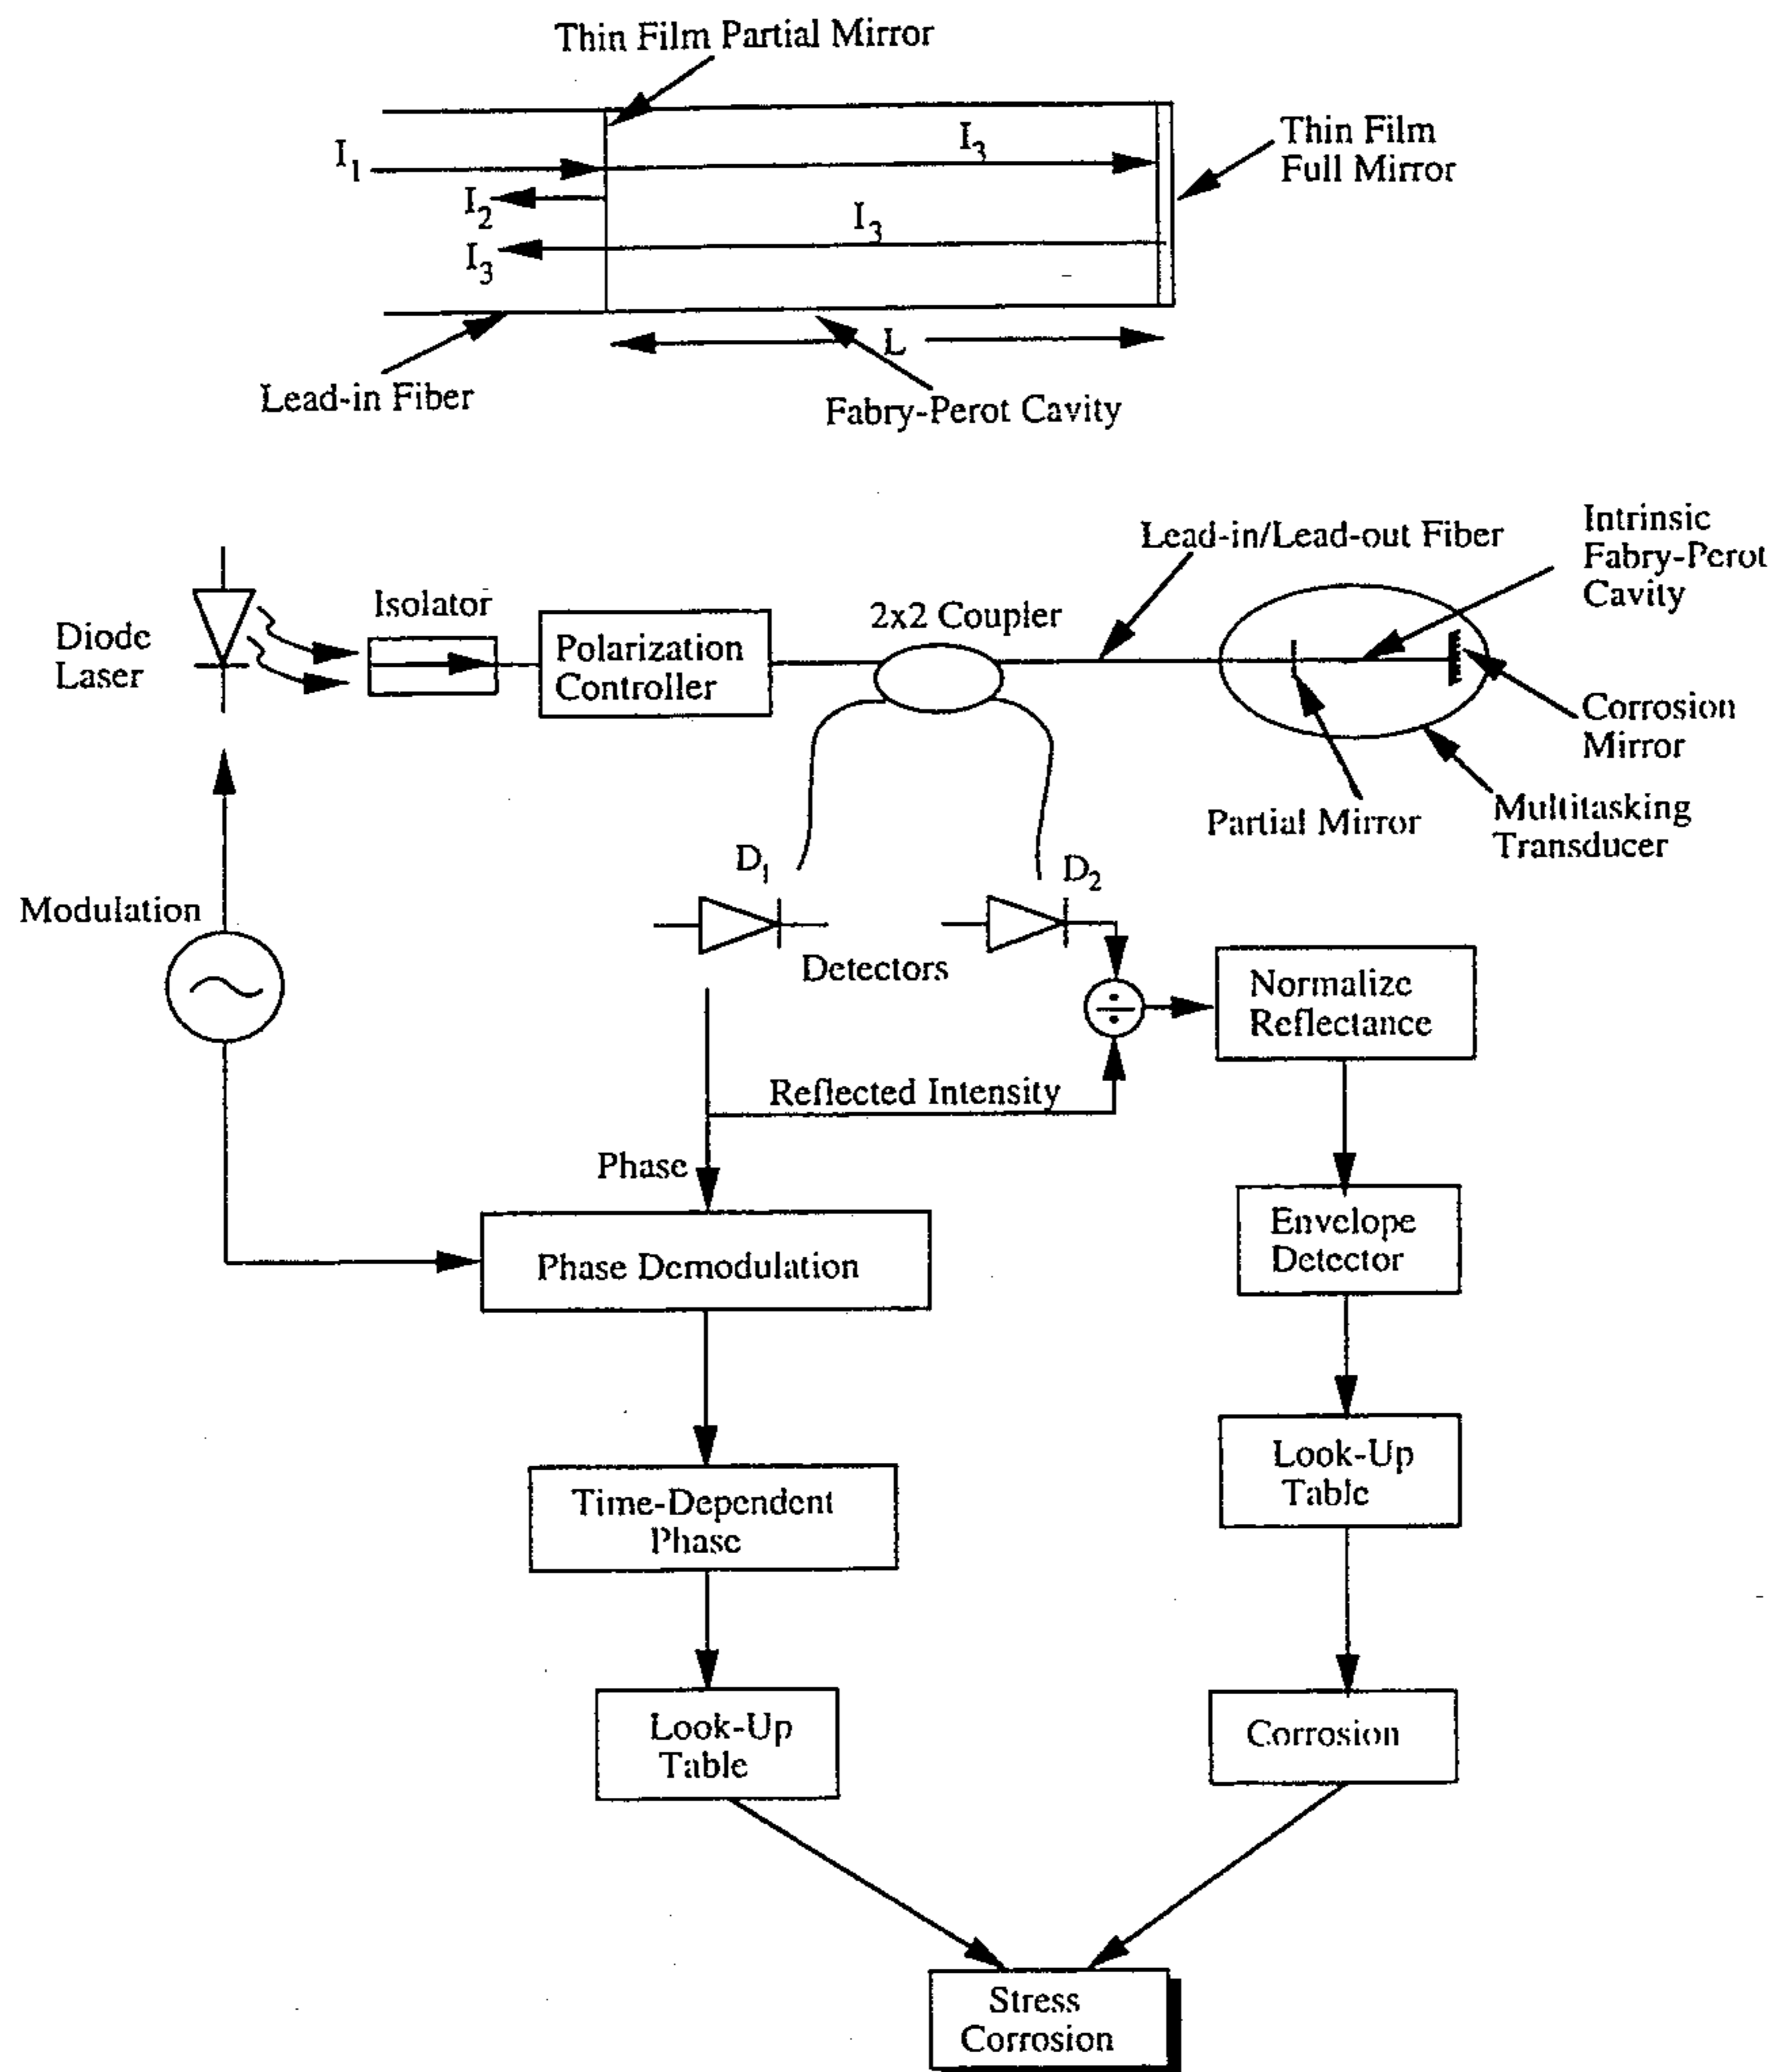 Thin Film Partial Mirror
I₁
I₃
Thin Film
Full Mirror
I₂
I₃
I₃
L
Lead-in Fiber
Fabry-Perot Cavity
Intrinsic
Fabry-Perot
Cavity
Lead-in/Lead-out Fiber
Isolator
2x2 Coupler
Diode
Laser
Polarization
Controller
Corrosion
Mirror
Partial Mirror
Multitasking
Transducer
D₁
D₂
Modulation
Detectors
÷
Normalize
Reflectance
Reflected Intensity
Phase
Envelope
Detector
Phase Demodulation
Look-Up
Table
Time-Dependent
Phase
Look-Up
Table
Corrosion
Stress
Corrosion